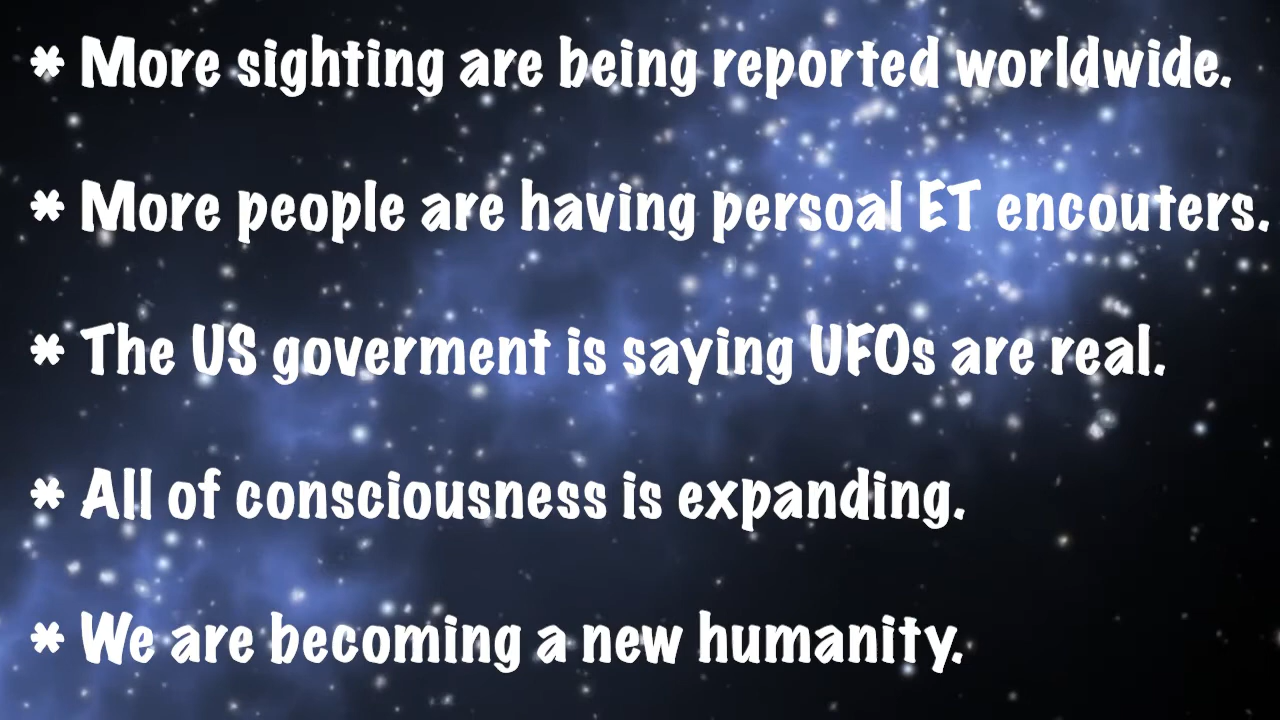 * More sighting are being reported worldwide.
* More people are having persoal ET encouters.
* The US goverment is saying UFOs are real.
* All of consciousness is expanding.
* We are becoming a new humanity.